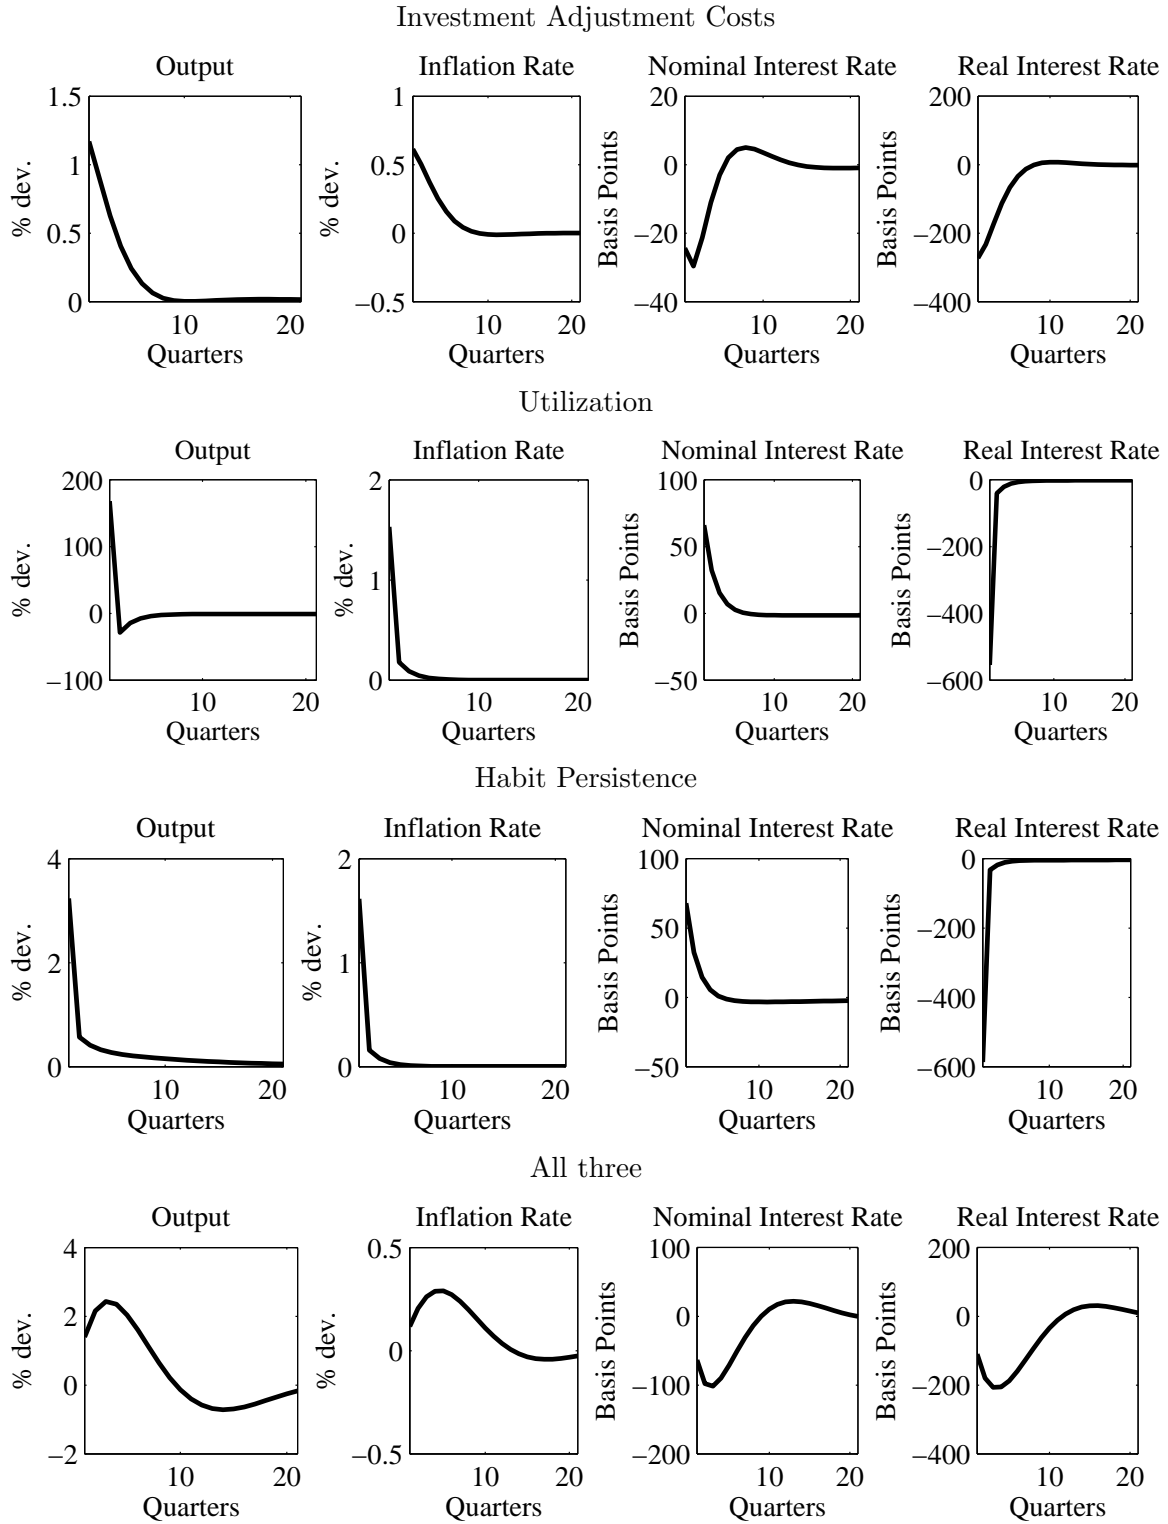 Investment Adjustment Costs
Output
Inflation Rate
Nominal Interest Rate
Real Interest Rate
% dev.
1.5
1
0.5
0
10
20
Quarters
% dev.
1
0.5
0
−0.5
10
20
Quarters
Basis Points
20
0
−20
−40
10
20
Quarters
Basis Points
200
0
−200
−400
10
20
Quarters
Utilization
Output
Inflation Rate
Nominal Interest Rate
Real Interest Rate
% dev.
200
100
0
−100
10
20
Quarters
% dev.
2
1
0
10
20
Quarters
Basis Points
100
50
0
−50
10
20
Quarters
Basis Points
0
−200
−400
−600
10
20
Quarters
Habit Persistence
Output
Inflation Rate
Nominal Interest Rate
Real Interest Rate
% dev.
4
2
0
10
20
Quarters
% dev.
2
1
0
10
20
Quarters
Basis Points
100
50
0
−50
10
20
Quarters
Basis Points
0
−200
−400
−600
10
20
Quarters
All three
Output
Inflation Rate
Nominal Interest Rate
Real Interest Rate
% dev.
4
2
0
−2
10
20
Quarters
% dev.
0.5
0
−0.5
10
20
Quarters
Basis Points
100
0
−100
−200
10
20
Quarters
Basis Points
200
0
−200
−400
10
20
Quarters